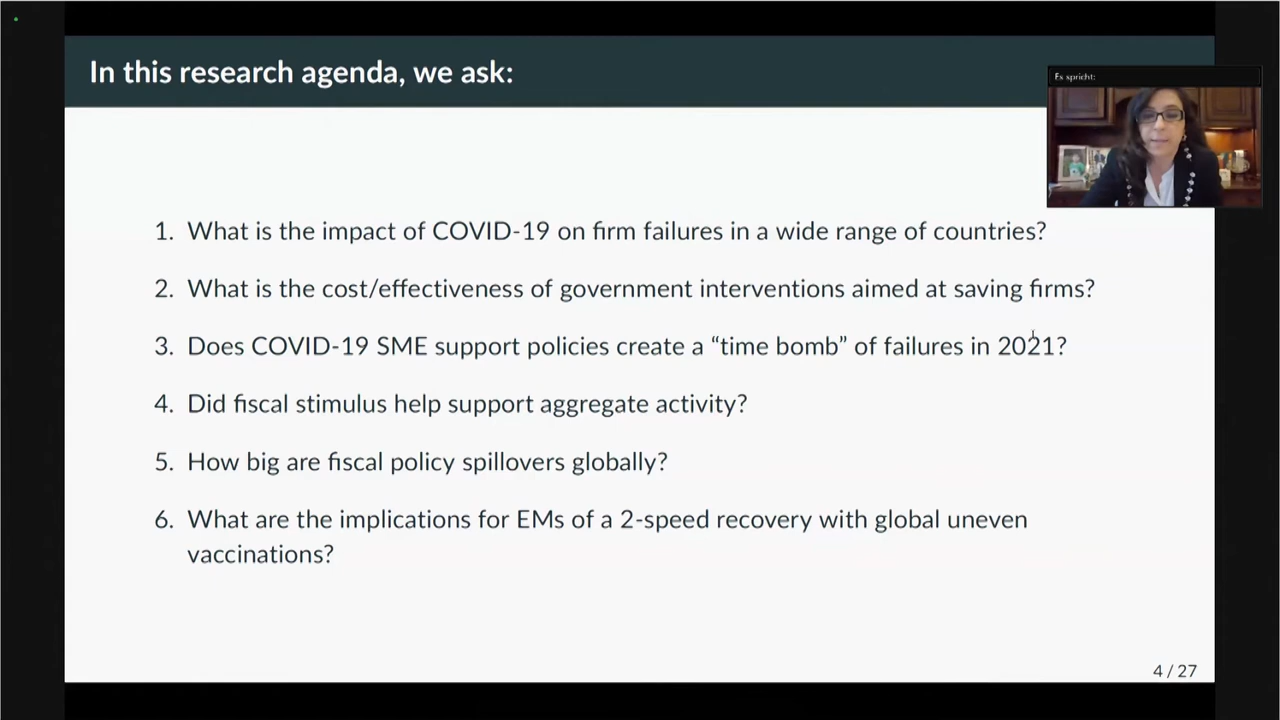 In this research agenda, we ask:
Es spricht:
1. What is the impact of COVID-19 on firm failures in a wide range of countries?
2. What is the cost/effectiveness of government interventions aimed at saving firms?
3. Does COVID-19 SME support policies create a “time bomb” of failures in 2021?
4. Did fiscal stimulus help support aggregate activity?
5. How big are fiscal policy spillovers globally?
6. What are the implications for EMs of a 2-speed recovery with global uneven
vaccinations?
4 / 27